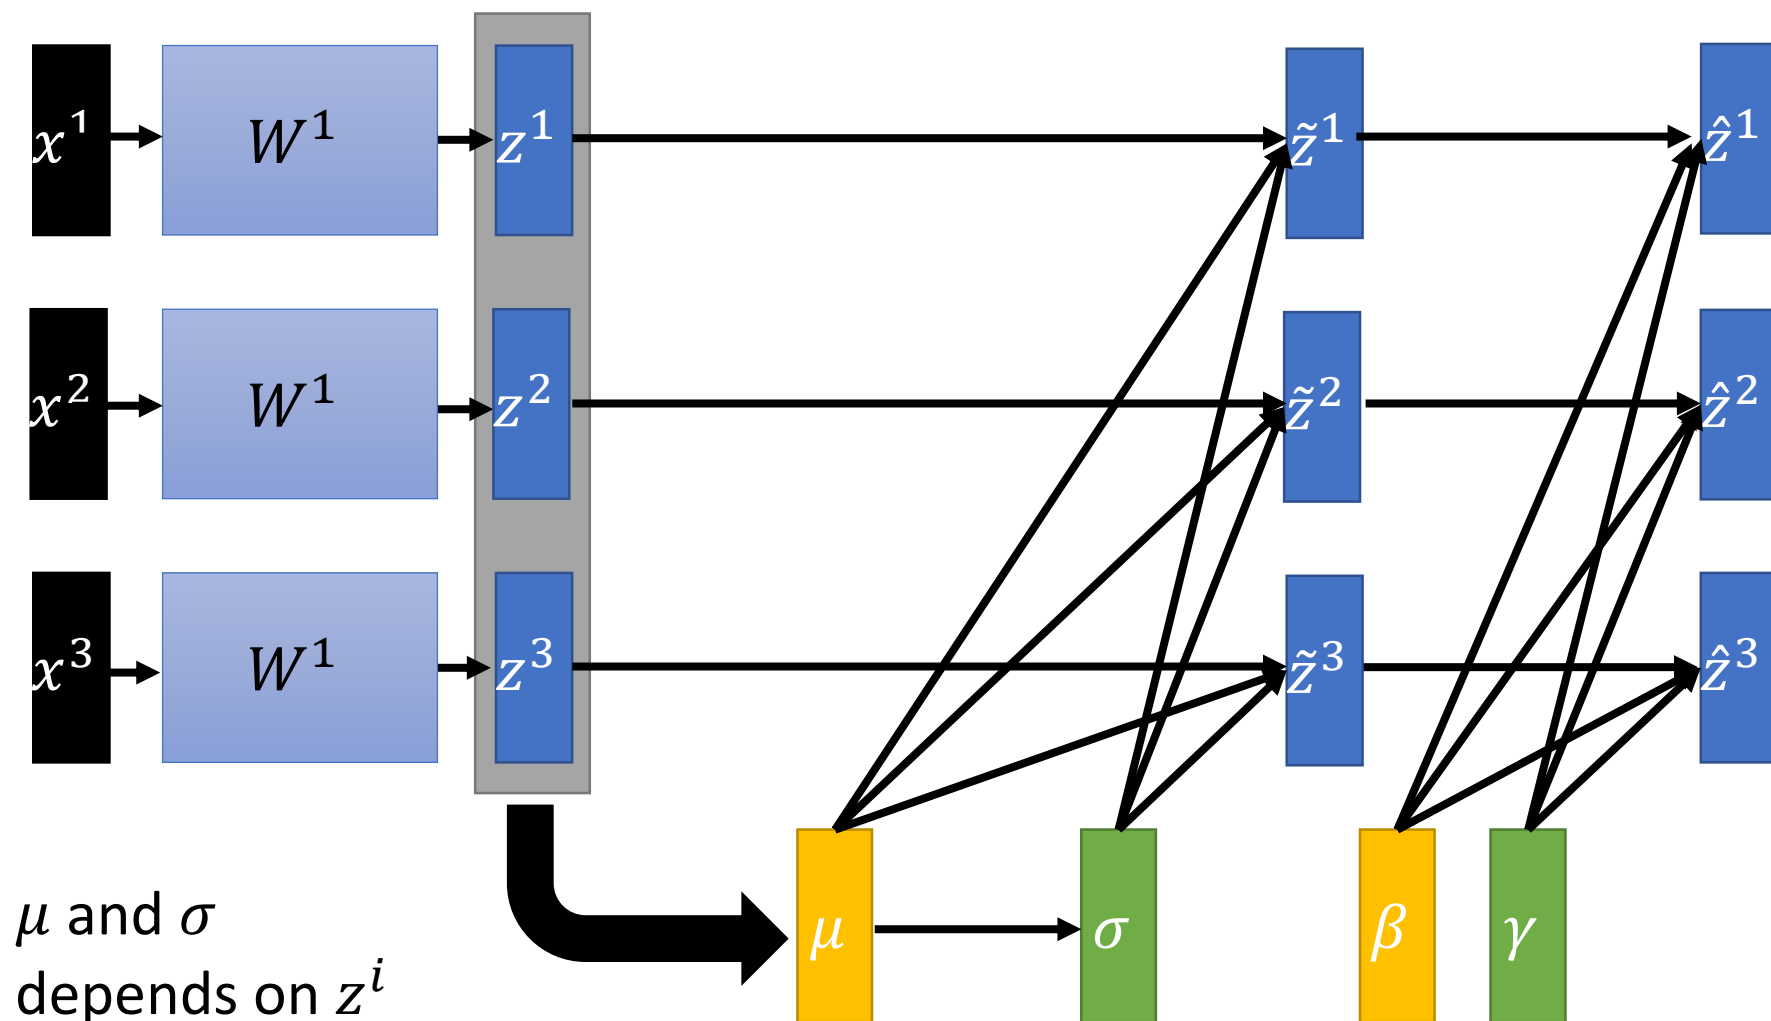 x¹ W¹ z¹ z̃¹ ẑ¹
x² W¹ z² z̃² ẑ²
x³ W¹ z³ z̃³ ẑ³
μ σ β γ
μ and σ
depends on zⁱ